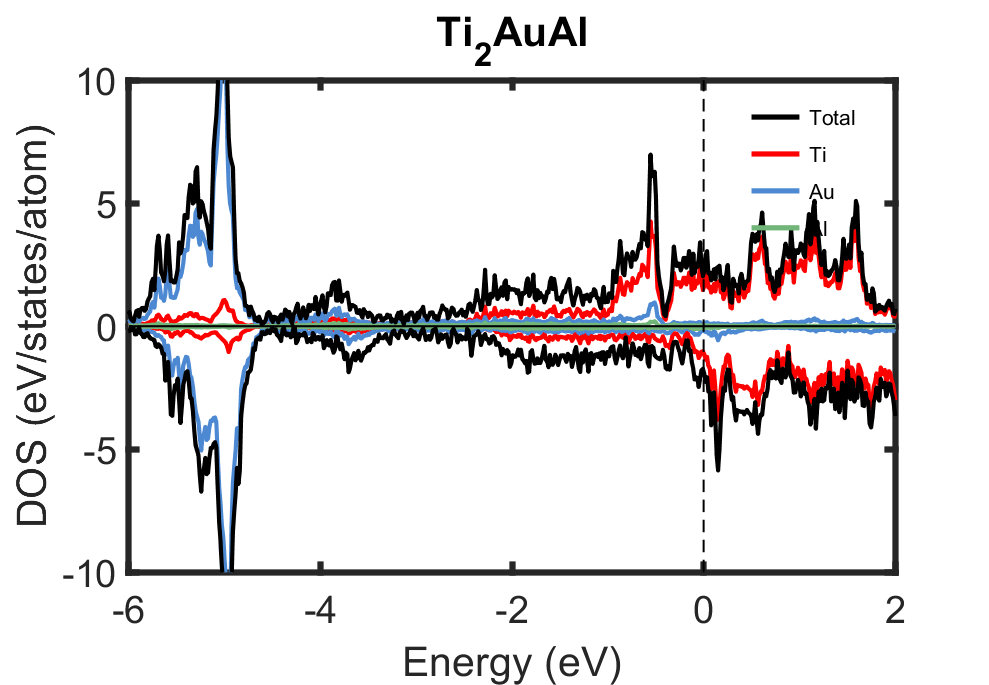 Ti2AuAl
10
5
0
-5
-10
DOS (eV/states/atom)
-6
-4
-2
0
2
Energy (eV)
Total
Ti
Au